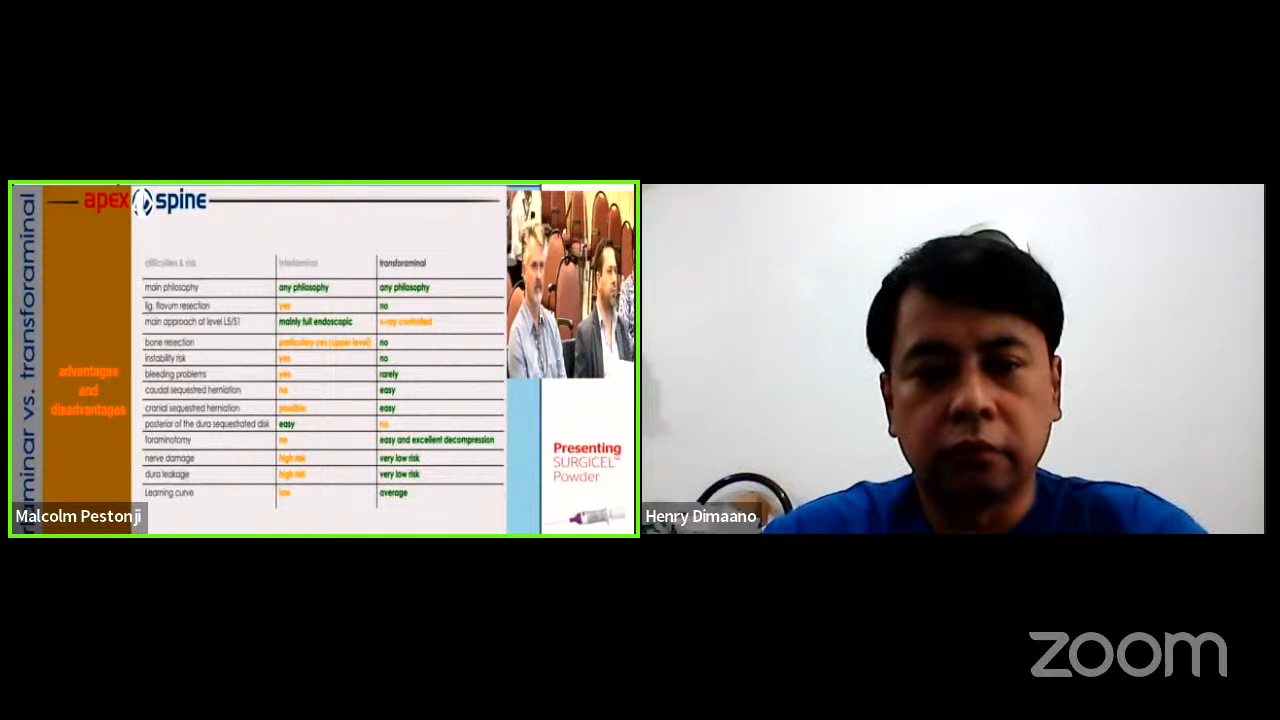 apex spine
minar vs. transforaminal
advantages
and
disadvantages
difficulties & risk interlaminar transforaminal
main philosophy any philosophy any philosophy
lig. flavum resection yes no
main approach at level L5/S1 mainly full endoscopic x-ray controlled
bone resection particulary yes (upper level) no
instability risk yes no
bleeding problems yes rarely
caudal sequestred herniation no easy
cranial sequestred herniation possible easy
posterior of the dura sequestrated disk easy no
foraminotomy no easy and excellent decompression
nerve damage high risk very low risk
dura leakage high risk very low risk
Learning curve low average
Presenting
SURGICEL™
Powder
Malcolm Pestonji
Henry Dimaano
zoom